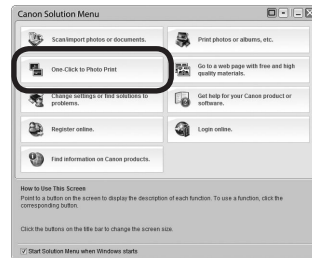 Canon Solution Menu
Scan/Import photos or documents.
Print photos or albums, etc.
One-Click to Photo Print
Go to a web page with free and high
quality materials.
Change settings or find solutions to
problems.
Get help for your Canon product or
software.
Register online.
Login online.
Find information on Canon products.
How to Use This Screen
Point to a button on the screen to display the description of each function. To use a function, click the
corresponding button.
Click the buttons on the title bar to change the screen size.
Start Solution Menu when Windows starts